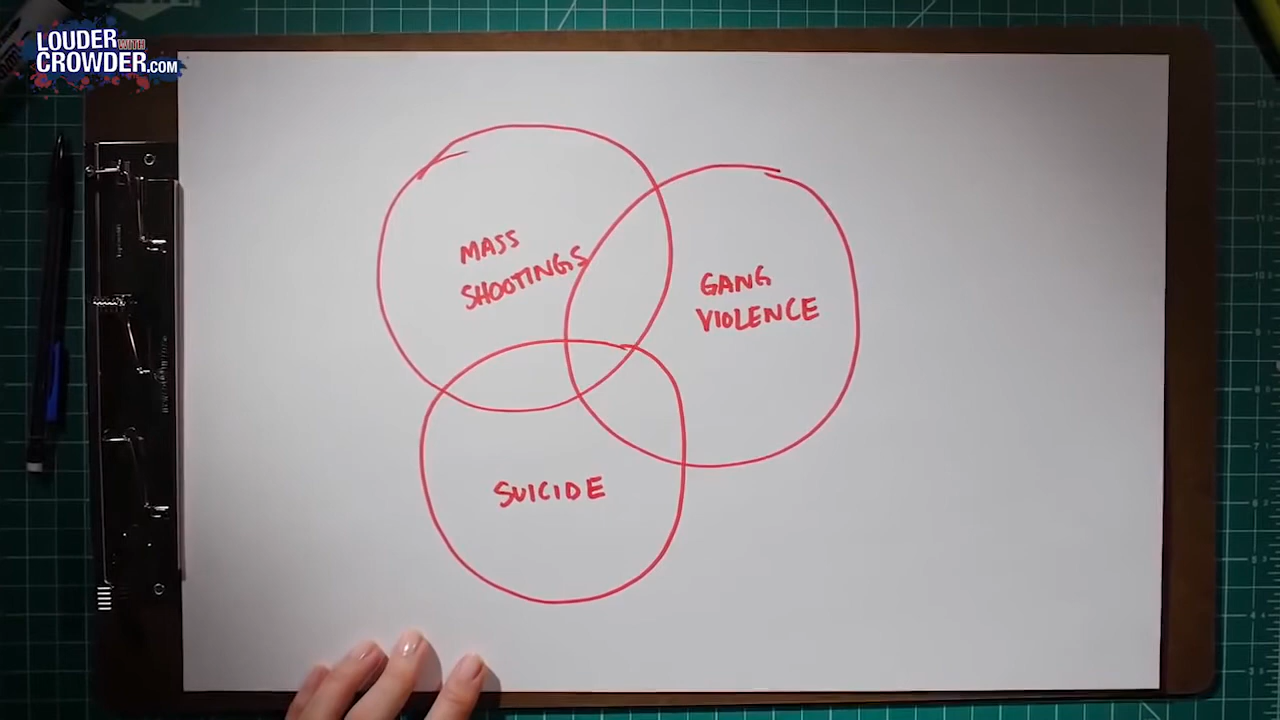 LOUDER WITH
CROWDER.COM
MASS
SHOOTINGS
GANG
VIOLENCE
SUICIDE